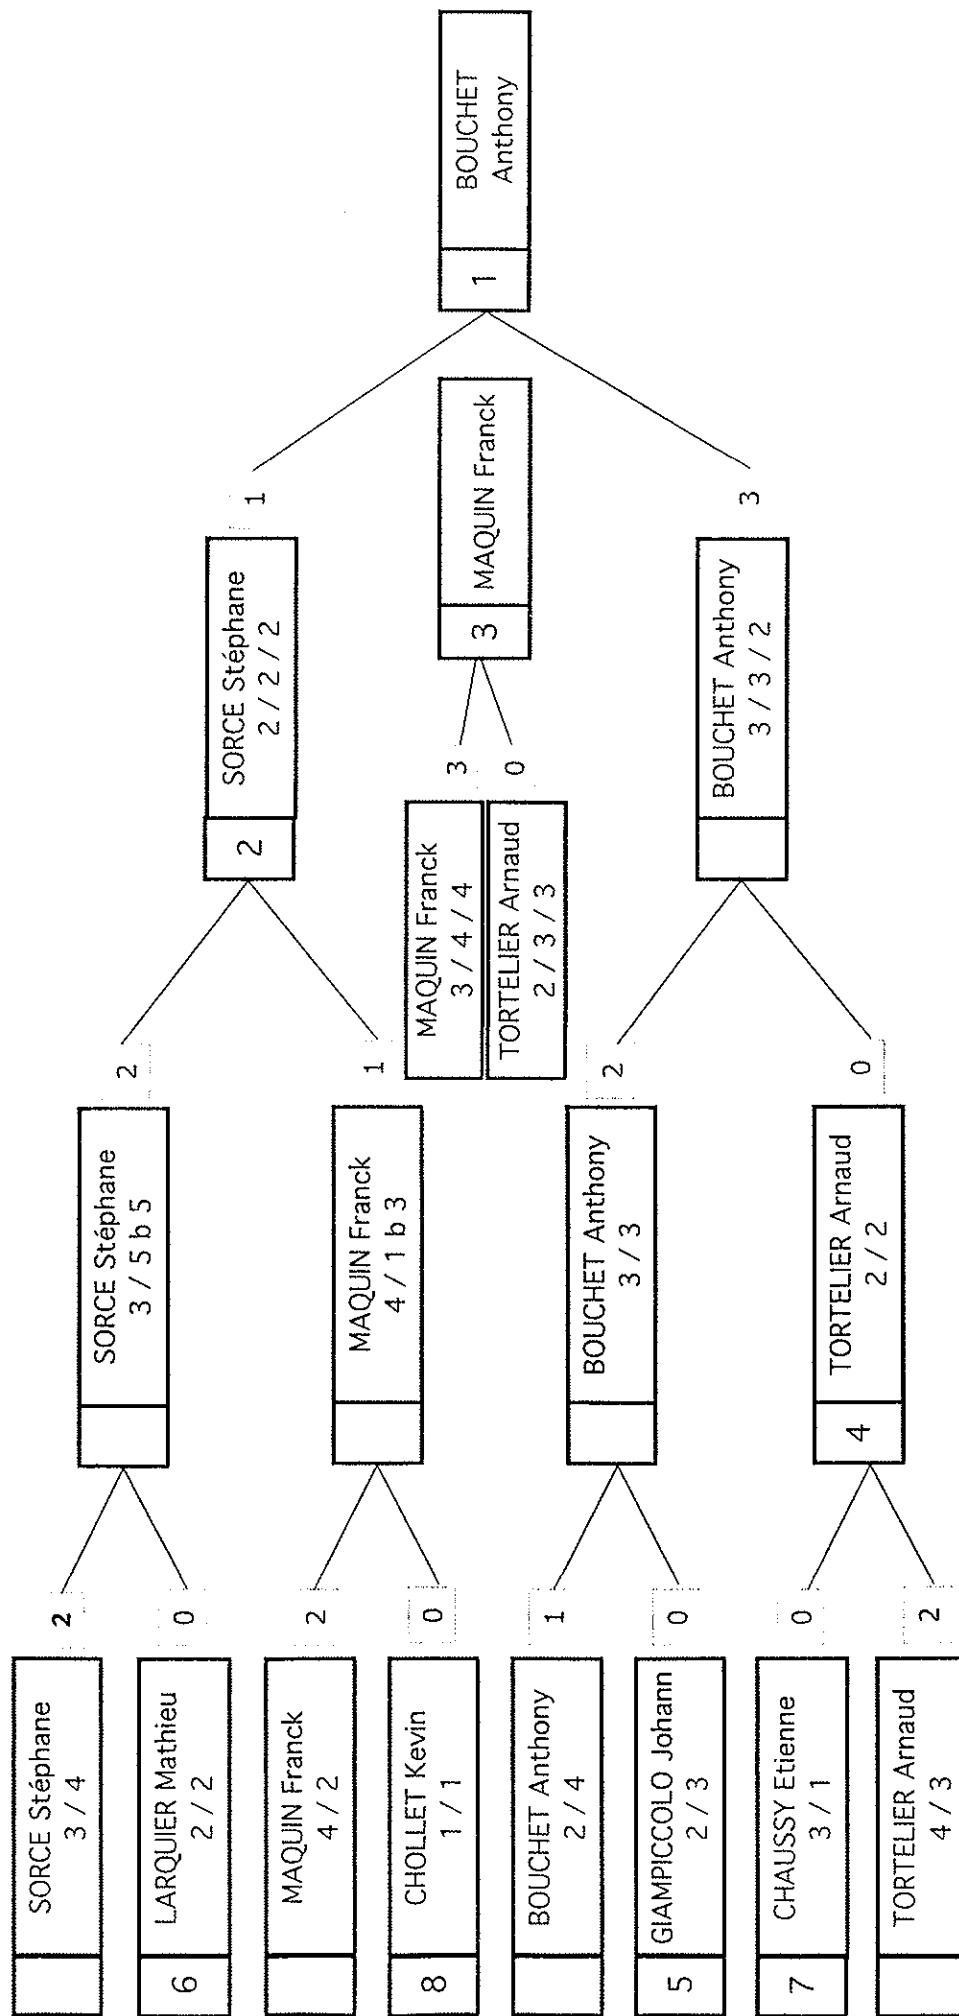 SORCE Stéphane
3 / 4
2
6
LARQUIER Mathieu
2 / 2
0
MAQUIN Franck
4 / 2
2
8
CHOLLET Kevin
1 / 1
0
BOUCHET Anthony
2 / 4
1
5
GIAMPICCOLO Johann
2 / 3
0
7
CHAUSSY Etienne
3 / 1
0
TORTELIER Arnaud
4 / 3
2
SORCE Stéphane
3 / 5 b 5
2
MAQUIN Franck
4 / 1 b 3
1
BOUCHET Anthony
3 / 3
2
4
TORTELIER Arnaud
2 / 2
0
MAQUIN Franck
3 / 4 / 4
3
TORTELIER Arnaud
2 / 3 / 3
0
2
SORCE Stéphane
2 / 2 / 2
1
BOUCHET Anthony
3 / 3 / 2
3
3
MAQUIN Franck
1
BOUCHET
Anthony